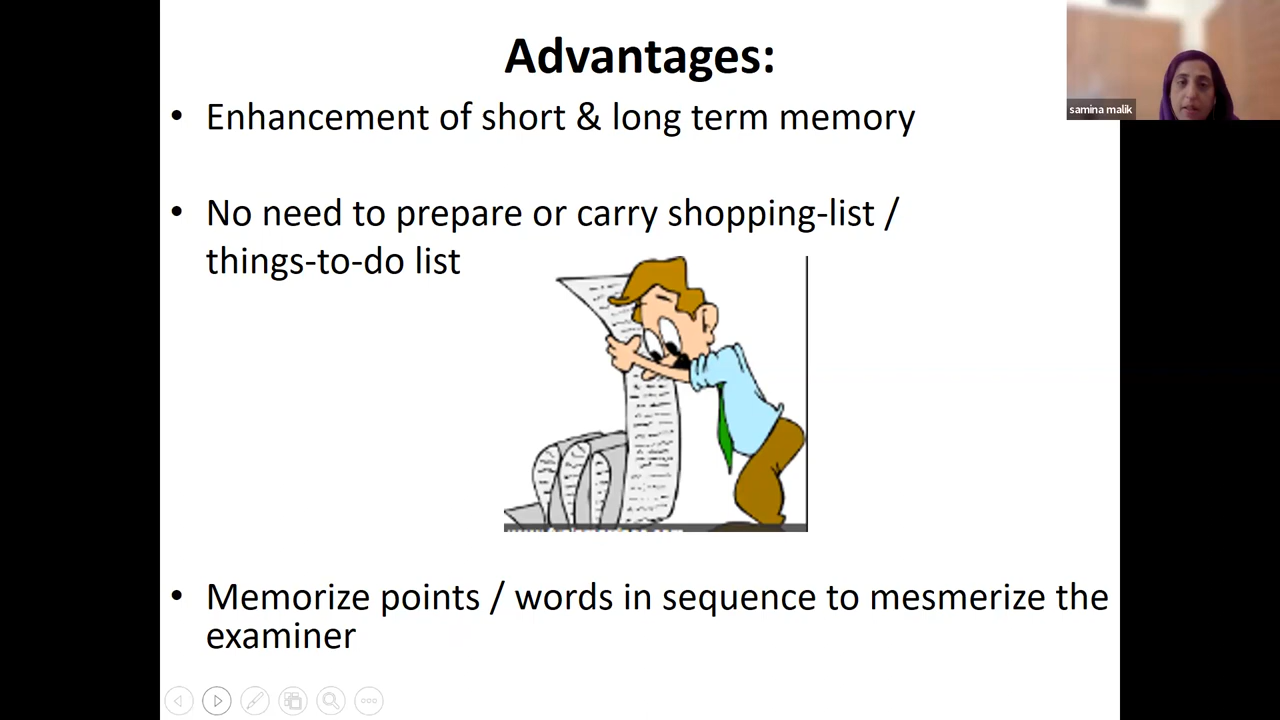 Advantages:
• Enhancement of short & long term memory
• No need to prepare or carry shopping-list /
things-to-do list
• Memorize points / words in sequence to mesmerize the
examiner
samina malik